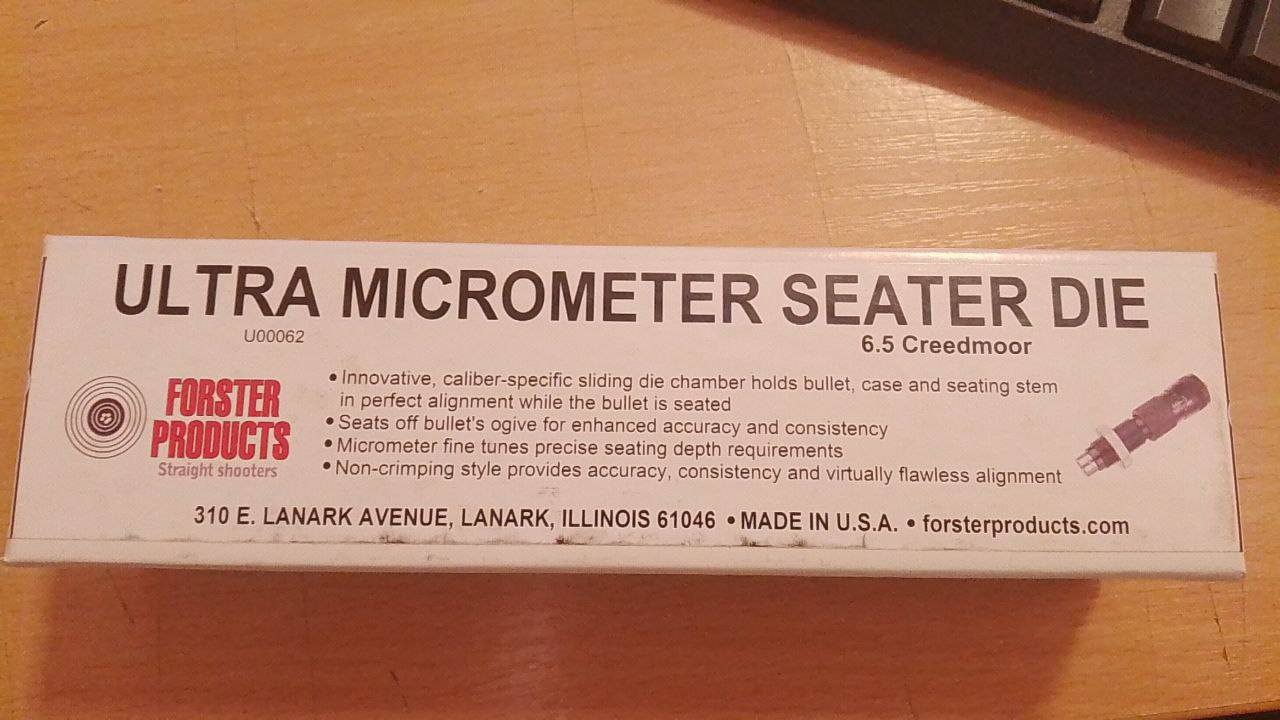 ULTRA MICROMETER SEATER DIE
U00062
6.5 Creedmoor
FORSTER
PRODUCTS
Straight shooters
• Innovative, caliber-specific sliding die chamber holds bullet, case and seating stem
in perfect alignment while the bullet is seated
• Seats off bullet's ogive for enhanced accuracy and consistency
• Micrometer fine tunes precise seating depth requirements
• Non-crimping style provides accuracy, consistency and virtually flawless alignment
310 E. LANARK AVENUE, LANARK, ILLINOIS 61046 • MADE IN U.S.A. • forsterproducts.com